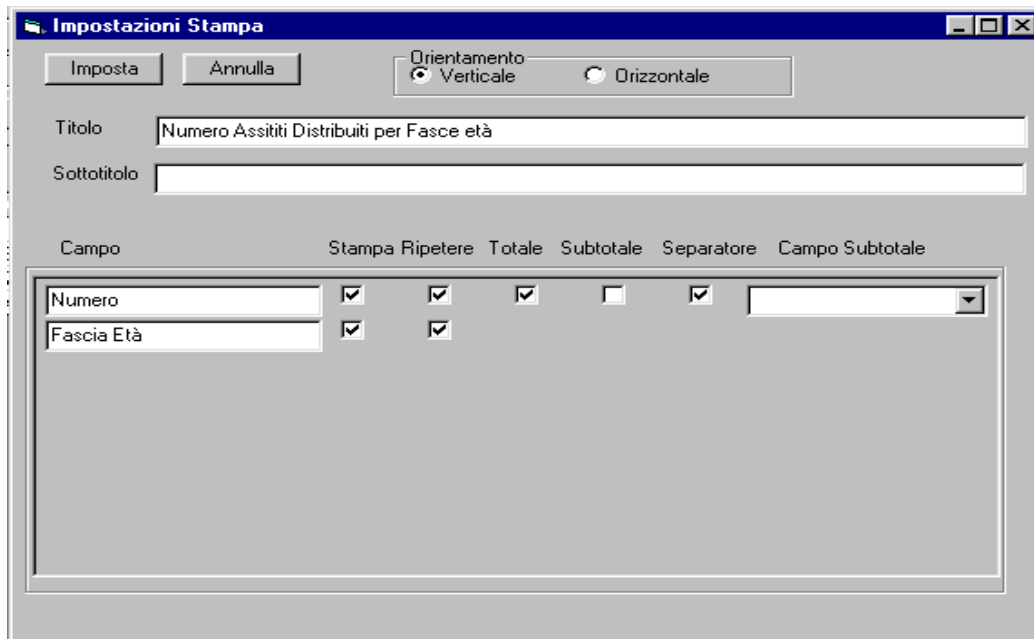 Impostazioni Stampa
Imposta Annulla Orientamento
Verticale Orizzontale
Titolo Numero Assititi Distribuiti per Fasce età
Sottotitolo
Campo Stampa Ripetere Totale Subtotale Separatore Campo Subtotale
Numero
Fascia Età